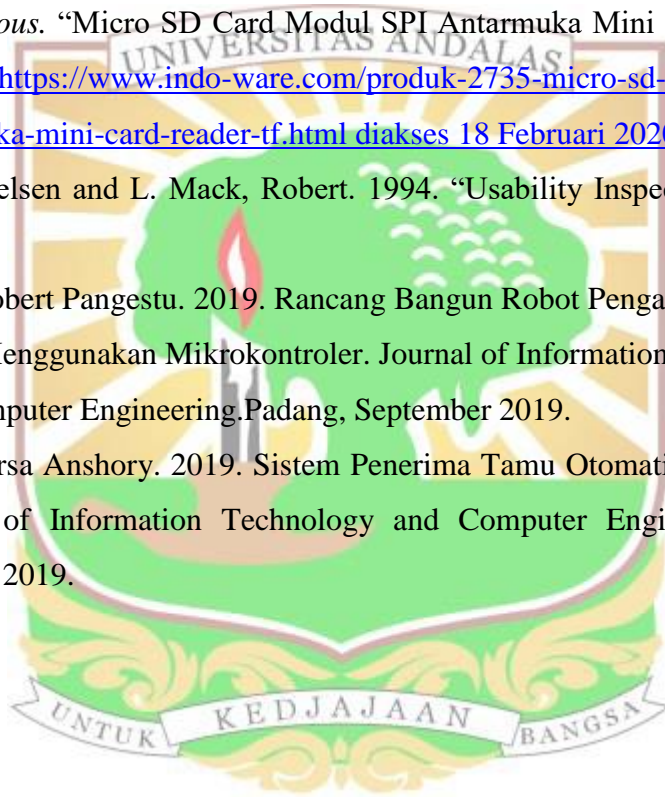 ous. “Micro SD Card Modul SPI Antarmuka Mini
UNIVERSITAS ANDALAS
https://www.indo-ware.com/produk-2735-micro-sd-
ka-mini-card-reader-tf.html diakses 18 Februari 2020
elsen and L. Mack, Robert. 1994. “Usability Inspec
obert Pangestu. 2019. Rancang Bangun Robot Penga
Menggunakan Mikrokontroler. Journal of Information
mputer Engineering.Padang, September 2019.
rsa Anshory. 2019. Sistem Penerima Tamu Otomati
of Information Technology and Computer Engi
2019.
UNTUK KEDJAJAAN BANGSA